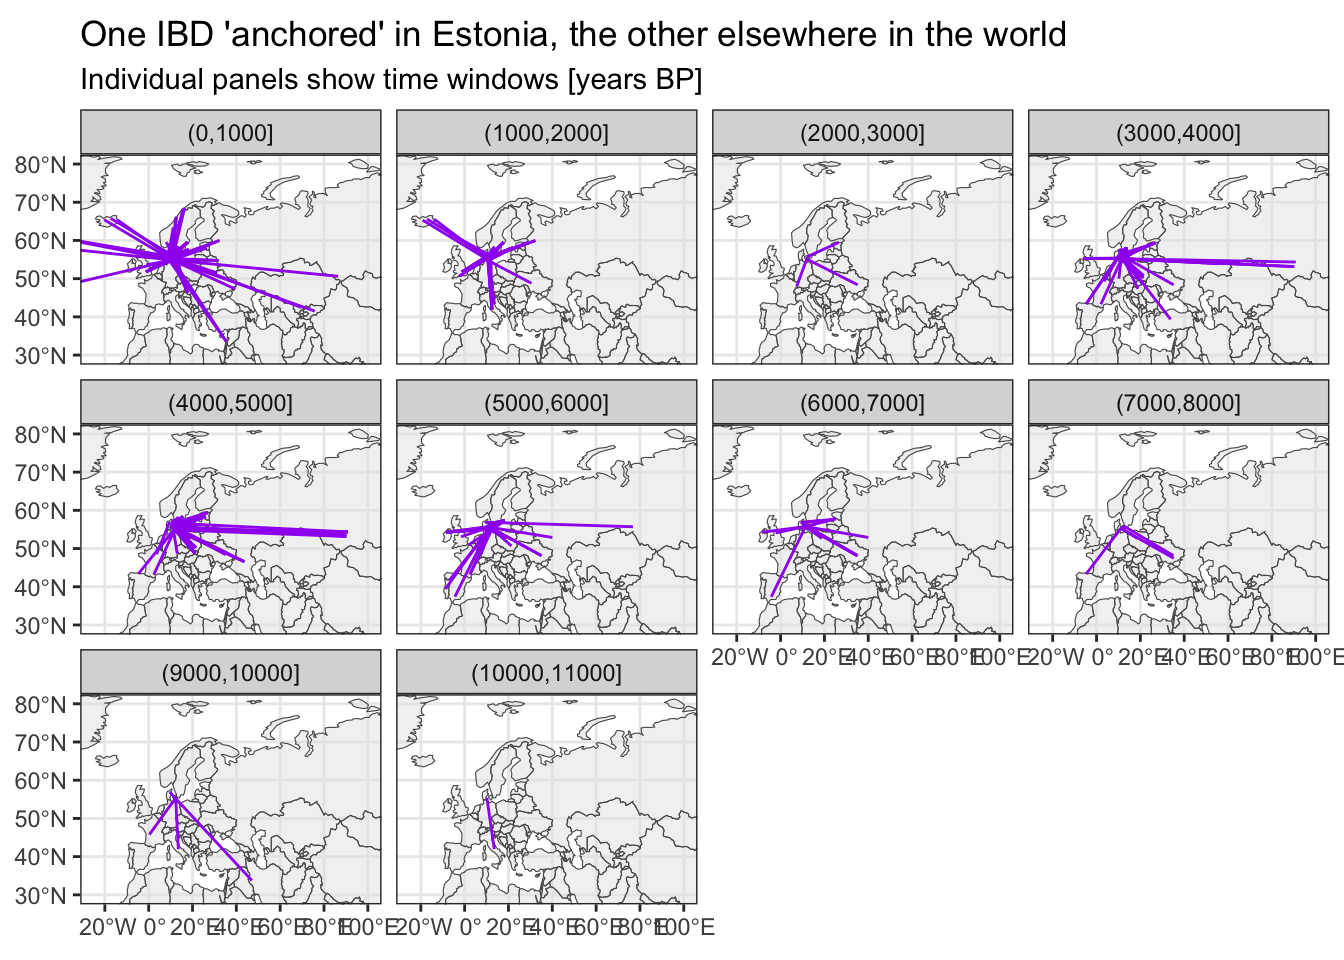 One IBD 'anchored' in Estonia, the other elsewhere in the world
Individual panels show time windows [years BP]
(0,1000] (1000,2000] (2000,3000] (3000,4000]
80°N
70°N
60°N
50°N
40°N
30°N
(4000,5000] (5000,6000] (6000,7000] (7000,8000]
80°N
70°N
60°N
50°N
40°N
30°N
20°W 0° 20°E 40°E 60°E 80°E 100°E 20°W 0° 20°E 40°E 60°E 80°E 100°E
(9000,10000] (10000,11000]
80°N
70°N
60°N
50°N
40°N
30°N
20°W 0° 20°E 40°E 60°E 80°E 100°E 20°W 0° 20°E 40°E 60°E 80°E 100°E